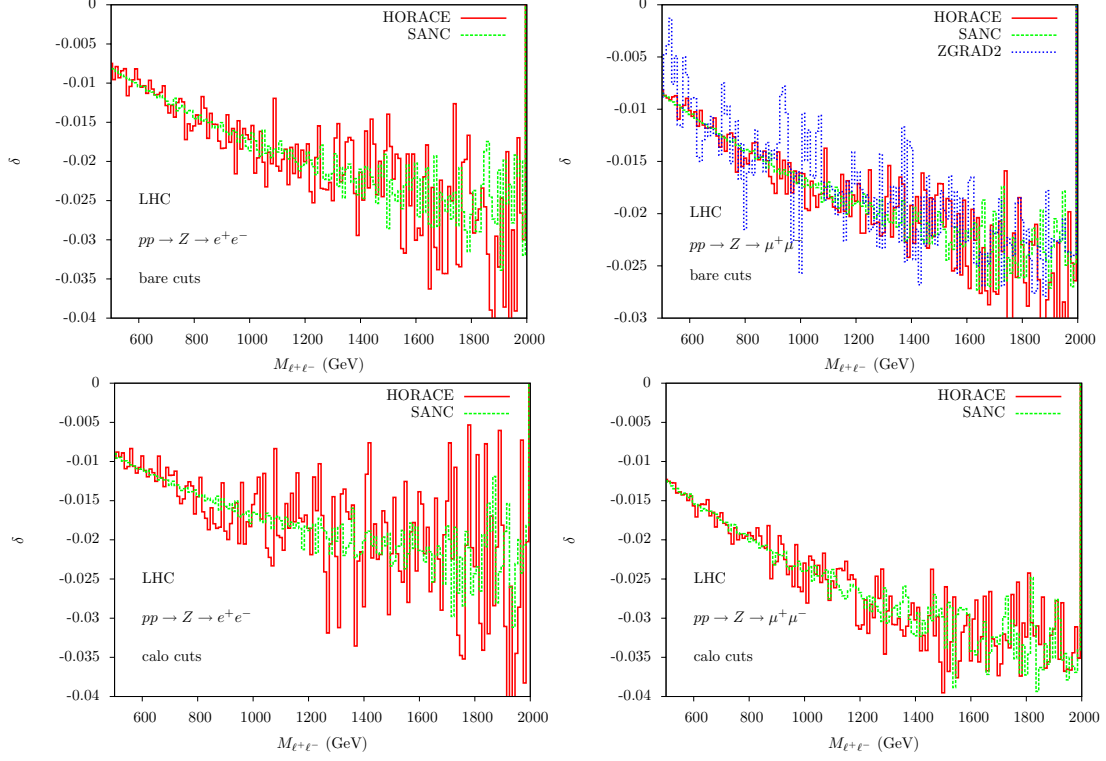 0
-0.005
-0.01
-0.015
-0.02
-0.025
-0.03
-0.035
-0.04
600 800 1000 1200 1400 1600 1800 2000
δ
M_{ℓ+ℓ−} (GeV)
HORACE
SANC
LHC
pp → Z → e⁺e⁻
bare cuts
0
-0.005
-0.01
-0.015
-0.02
-0.025
-0.03
600 800 1000 1200 1400 1600 1800 2000
δ
M_{ℓ+ℓ−} (GeV)
HORACE
SANC
ZGRAD2
LHC
pp → Z → μ⁺μ⁻
bare cuts
0
-0.005
-0.01
-0.015
-0.02
-0.025
-0.03
-0.035
-0.04
600 800 1000 1200 1400 1600 1800 2000
δ
M_{ℓ+ℓ−} (GeV)
HORACE
SANC
LHC
pp → Z → e⁺e⁻
calo cuts
0
-0.005
-0.01
-0.015
-0.02
-0.025
-0.03
-0.035
-0.04
600 800 1000 1200 1400 1600 1800 2000
δ
M_{ℓ+ℓ−} (GeV)
HORACE
SANC
LHC
pp → Z → μ⁺μ⁻
calo cuts